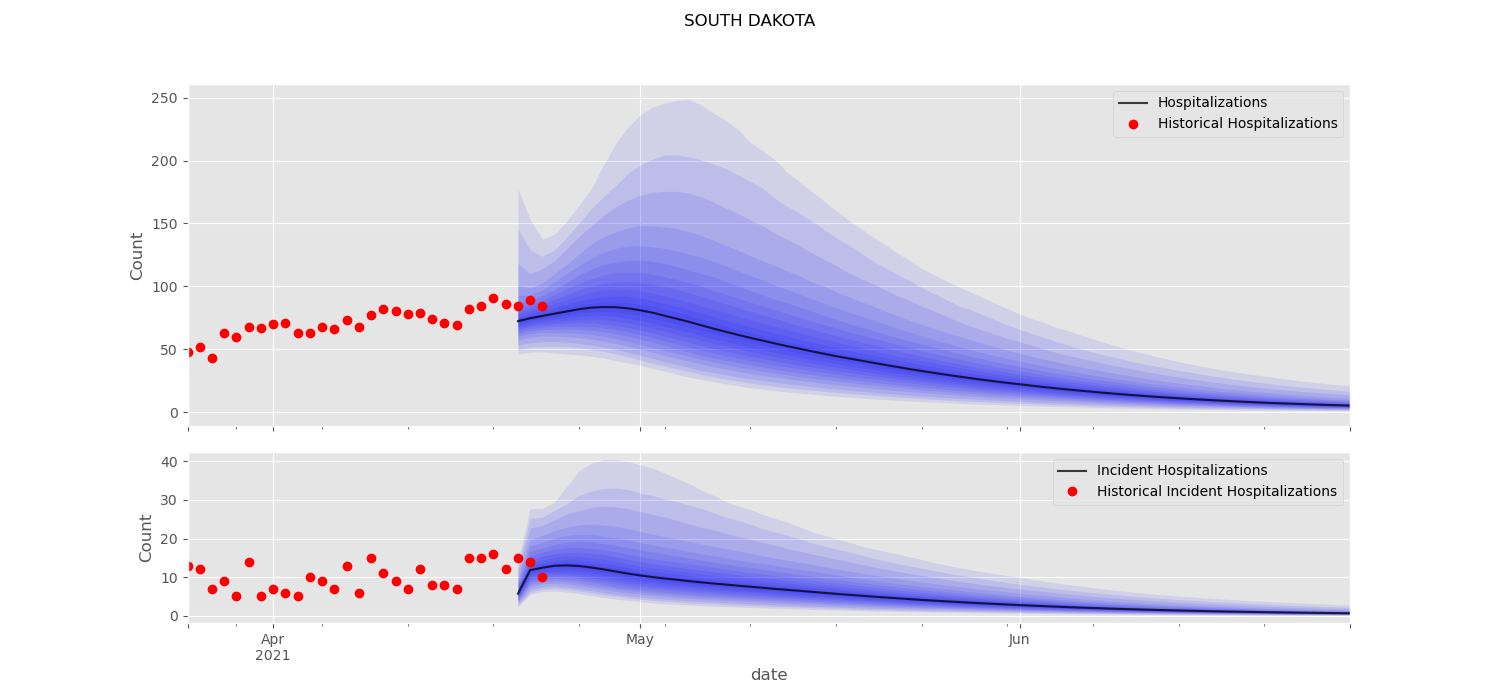 SOUTH DAKOTA
250
200
150
100
50
0
Count
Hospitalizations
Historical Hospitalizations
40
30
20
10
0
Count
Incident Hospitalizations
Historical Incident Hospitalizations
Apr
2021
May
Jun
date